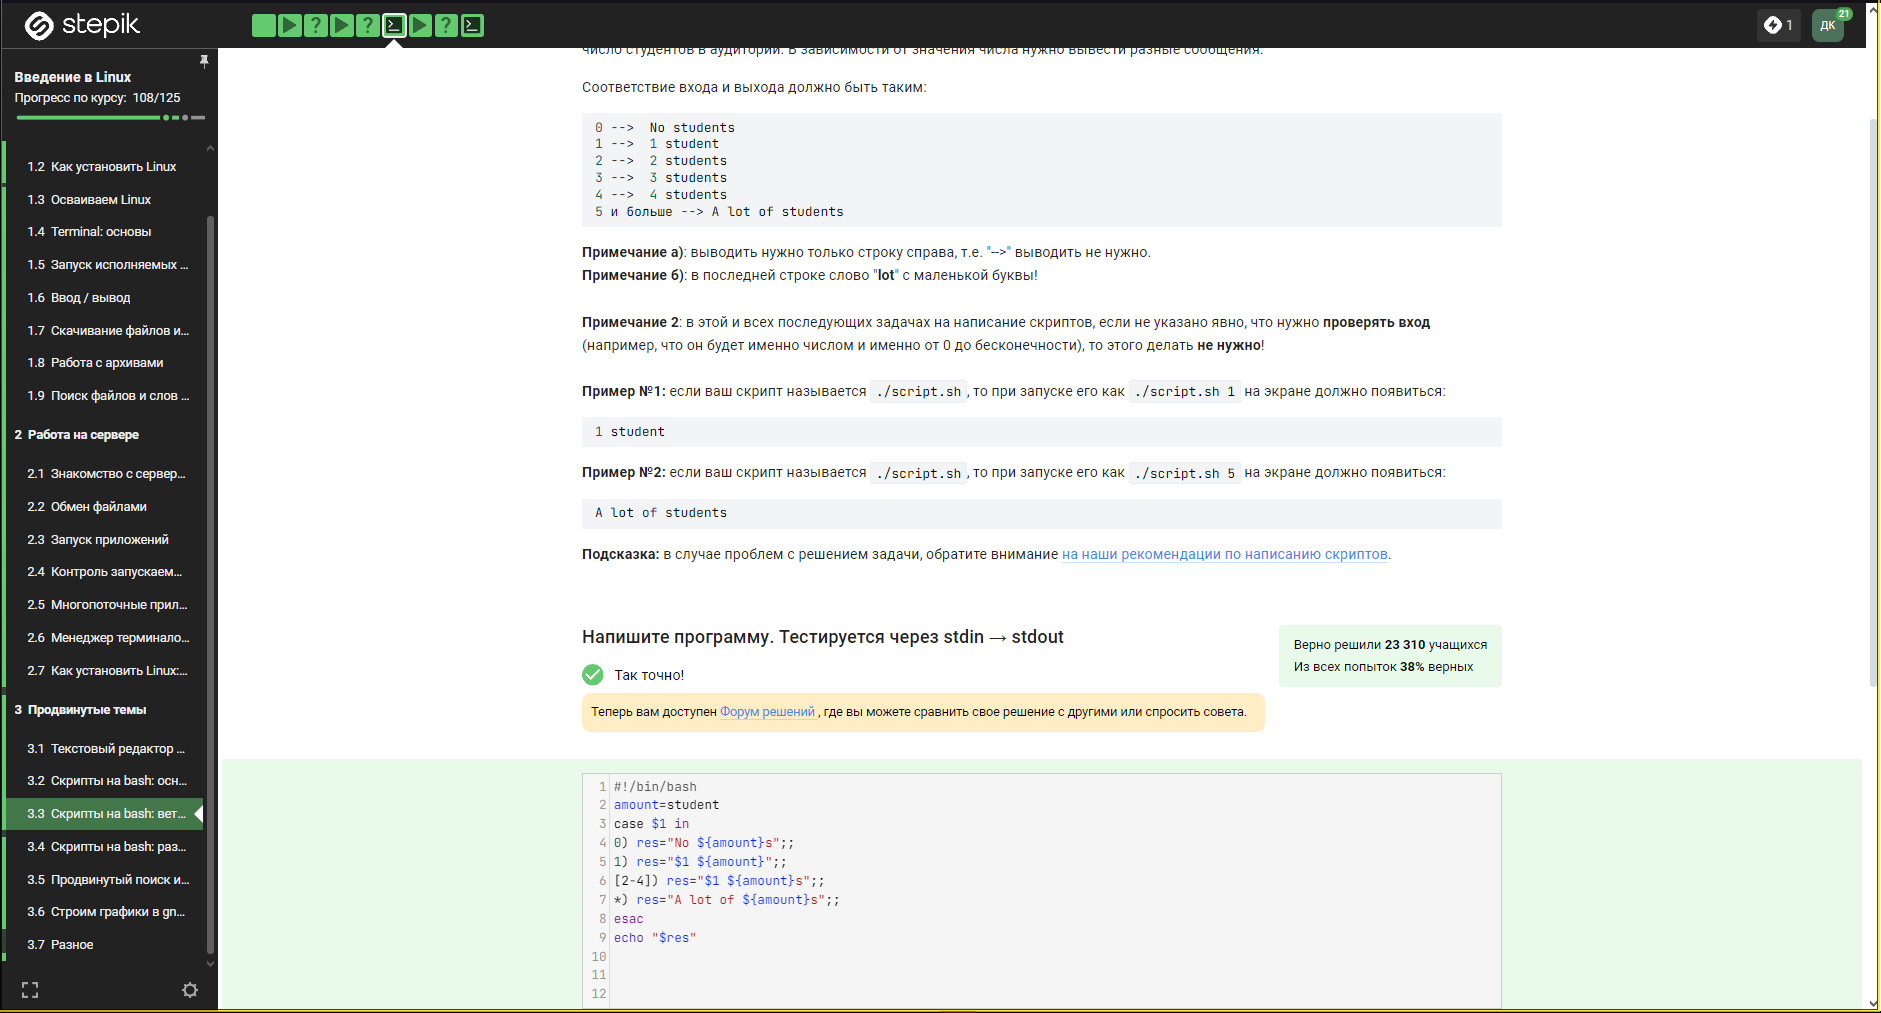 stepik
1
ДК
21
Введение в Linux
Прогресс по курсу: 108/125
1.2 Как установить Linux
1.3 Осваиваем Linux
1.4 Terminal: основы
1.5 Запуск исполняемых ...
1.6 Ввод / вывод
1.7 Скачивание файлов и...
1.8 Работа с архивами
1.9 Поиск файлов и слов ...
2 Работа на сервере
2.1 Знакомство с сервер...
2.2 Обмен файлами
2.3 Запуск приложений
2.4 Контроль запускаем...
2.5 Многопоточные прил...
2.6 Менеджер терминало...
2.7 Как установить Linux:...
3 Продвинутые темы
3.1 Текстовый редактор ...
3.2 Скрипты на bash: осн...
3.3 Скрипты на bash: вет...
3.4 Скрипты на bash: раз...
3.5 Продвинутый поиск и...
3.6 Строим графики в gn...
3.7 Разное
число студентов в аудитории. В зависимости от значения числа нужно вывести разные сообщения.
Соответствие входа и выхода должно быть таким:
0 --> No students
1 --> 1 student
2 --> 2 students
3 --> 3 students
4 --> 4 students
5 и больше --> A lot of students
Примечание а): выводить нужно только строку справа, т.е. "-->" выводить не нужно.
Примечание б): в последней строке слово "lot" с маленькой буквы!
Примечание 2: в этой и всех последующих задачах на написание скриптов, если не указано явно, что нужно проверять вход
(например, что он будет именно числом и именно от 0 до бесконечности), то этого делать не нужно!
Пример №1: если ваш скрипт называется ./script.sh, то при запуске его как ./script.sh 1 на экране должно появиться:
1 student
Пример №2: если ваш скрипт называется ./script.sh, то при запуске его как ./script.sh 5 на экране должно появиться:
A lot of students
Подсказка: в случае проблем с решением задачи, обратите внимание на наши рекомендации по написанию скриптов.
Напишите программу. Тестируется через stdin → stdout
Верно решили 23 310 учащихся
Из всех попыток 38% верных
Так точно!
Теперь вам доступен Форум решений , где вы можете сравнить свое решение с другими или спросить совета.
1 #!/bin/bash
2 amount=student
3 case $1 in
4 0) res="No ${amount}s";;
5 1) res="$1 ${amount}";;
6 [2-4]) res="$1 ${amount}s";;
7 *) res="A lot of ${amount}s";;
8 esac
9 echo "$res"
10
11
12